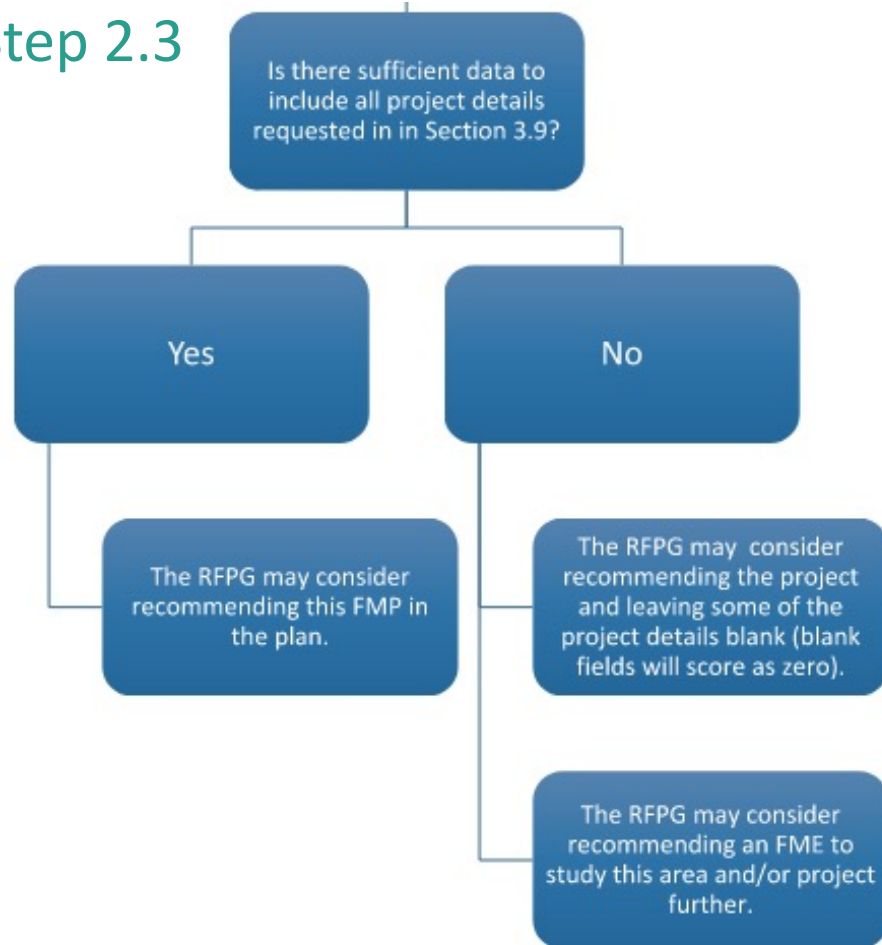 Step 2.3
Is there sufficient data to
include all project details
requested in in Section 3.9?
Yes
No
The RFPG may consider
recommending this FMP in
the plan.
The RFPG may consider
recommending the project
and leaving some of the
project details blank (blank
fields will score as zero).
The RFPG may consider
recommending an FME to
study this area and/or project
further.